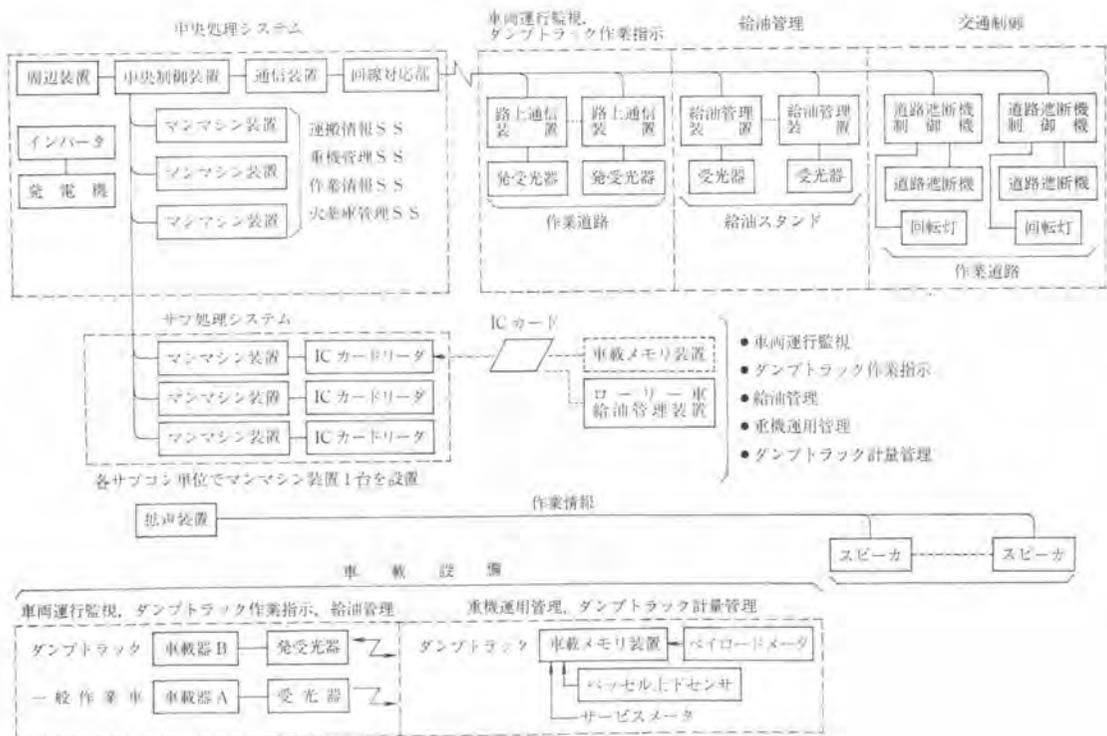 中央処理システム
周辺装置
中央制御装置
通信装置
回線対応部
マンマシン装置
マンマシン装置
マンマシン装置
運搬情報SS
重機管理SS
作業情報SS
火薬庫管理SS
インバータ
発電機
車両運行監視,
ダンプトラック作業指示
給油管理
交通制御
路上通信
装置
路上通信
装置
発受光器
発受光器
作業道路
給油管理
装置
給油管理
装置
受光器
受光器
給油スタンド
道路遮断機
制御機
道路遮断機
制御機
道路遮断機
道路遮断機
回転灯
回転灯
作業道路
サブ処理システム
マンマシン装置
ICカードリーダ
マンマシン装置
ICカードリーダ
マンマシン装置
ICカードリーダ
各サブコン単位でマンマシン装置1台を設置
ICカード
車載メモリ装置
ローリー車
給油管理装置
●車両運行監視
●ダンプトラック作業指示
●給油管理
●重機運用管理
●ダンプトラック計量管理
拡声装置
作業情報
スピーカ
スピーカ
車載設備
車両運行監視, ダンプトラック作業指示, 給油管理
ダンプトラック
車載器B
発受光器
一般作業車
車載器A
受光器
重機運用管理, ダンプトラック計量管理
ダンプトラック
車載メモリ装置
ペイロードメータ
ベッセル上下センサ
サービスメータ